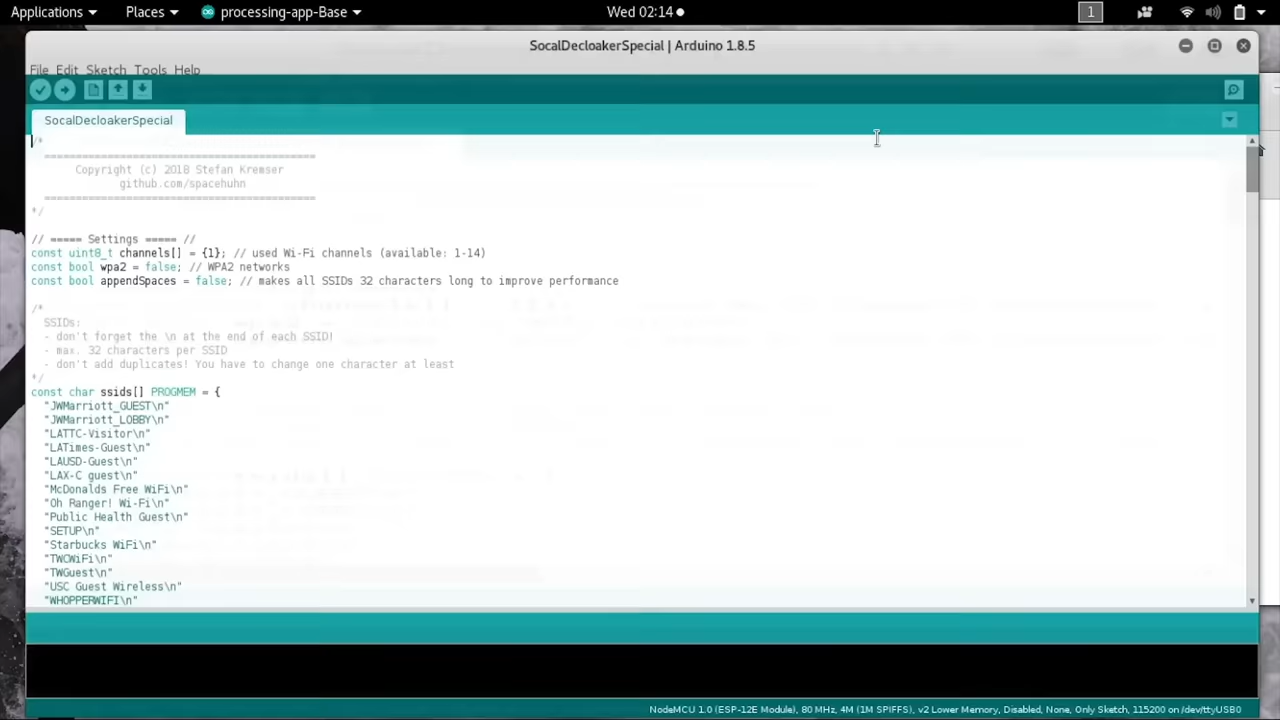 Applications Places processing-app-Base Wed 02:14 1
SocalDecloakerSpecial | Arduino 1.8.5
File Edit Sketch Tools Help
SocalDecloakerSpecial
/*
===========================================
Copyright (c) 2018 Stefan Kremser
github.com/spacehuhn
===========================================
*/
// ===== Settings ===== //
const uint8_t channels[] = {1}; // used Wi-Fi channels (available: 1-14)
const bool wpa2 = false; // WPA2 networks
const bool appendSpaces = false; // makes all SSIDs 32 characters long to improve performance
/*
SSIDs:
- don't forget the \n at the end of each SSID!
- max. 32 characters per SSID
- don't add duplicates! You have to change one character at least
*/
const char ssids[] PROGMEM = {
"JWMarriott_GUEST\n"
"JWMarriott_LOBBY\n"
"LATTC-Visitor\n"
"LATimes-Guest\n"
"LAUSD-Guest\n"
"LAX-C guest\n"
"McDonalds Free WiFi\n"
"Oh Ranger! Wi-Fi\n"
"Public Health Guest\n"
"SETUP\n"
"Starbucks WiFi\n"
"TWCWiFi\n"
"TWGuest\n"
"USC Guest Wireless\n"
"WHOPPERWIFI\n"
NodeMCU 1.0 (ESP-12E Module), 80 MHz, 4M (1M SPIFFS), v2 Lower Memory, Disabled, None, Only Sketch, 115200 on /dev/ttyUSB0